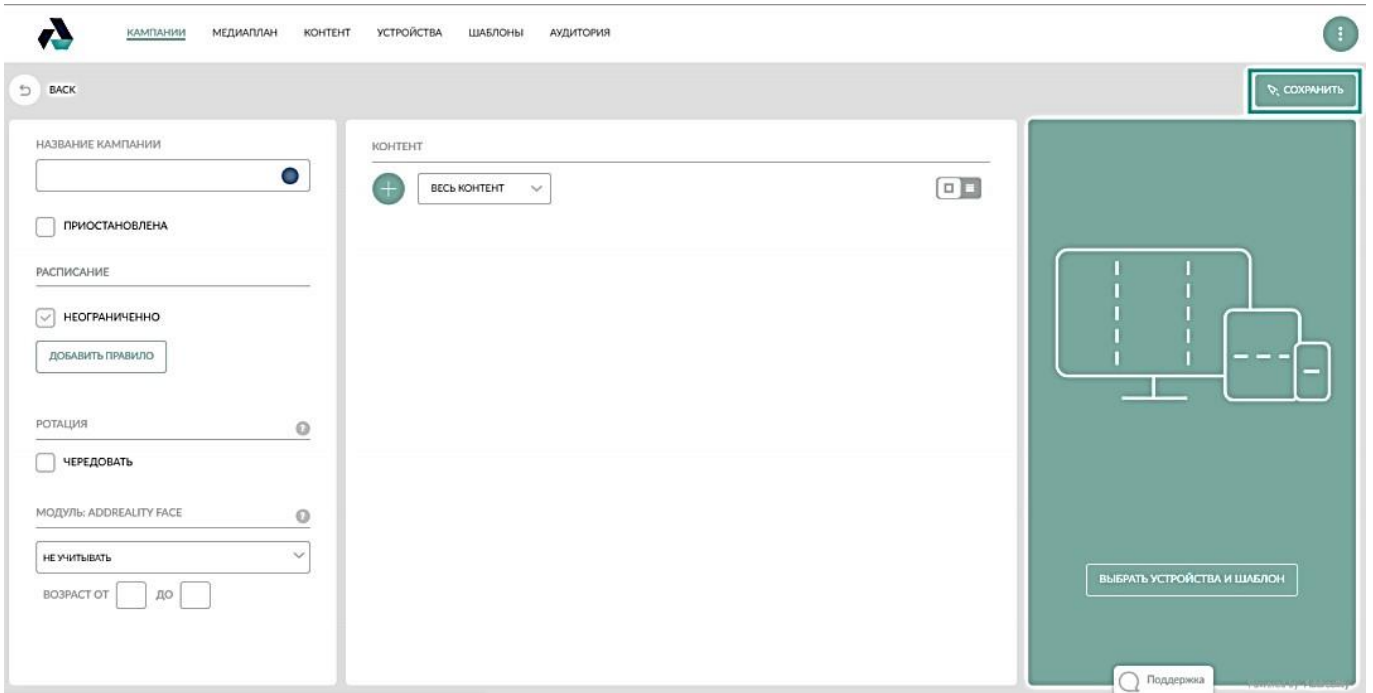 КАМПАНИИ МЕДИАПЛАН КОНТЕНТ УСТРОЙСТВА ШАБЛОНЫ АУДИТОРИЯ
BACK
СОХРАНИТЬ
НАЗВАНИЕ КАМПАНИИ
ПРИОСТАНОВЛЕНА
РАСПИСАНИЕ
НЕОГРАНИЧЕННО
ДОБАВИТЬ ПРАВИЛО
РОТАЦИЯ
?
ЧЕРЕДОВАТЬ
МОДУЛЬ: ADDREALITY FACE
?
НЕ УЧИТЫВАТЬ
ВОЗРАСТ ОТ ДО
КОНТЕНТ
ВЕСЬ КОНТЕНТ
ВЫБРАТЬ УСТРОЙСТВА И ШАБЛОН
Поддержка